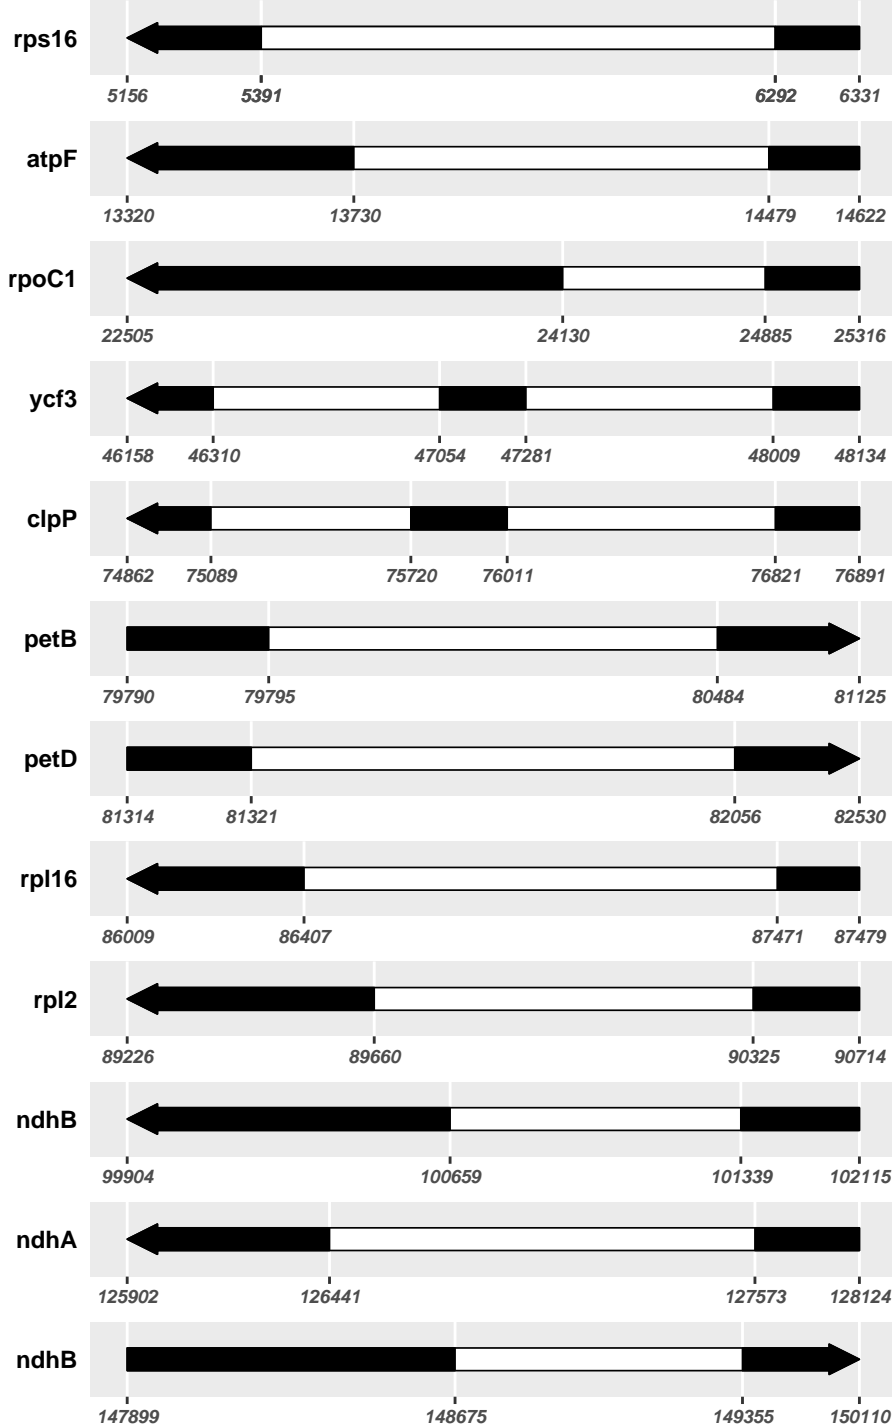 rps16
5156 5391 6292 6331
atpF
13320 13730 14479 14622
rpoC1
22505 24130 24885 25316
ycf3
46158 46310 47054 47281 48009 48134
clpP
74862 75089 75720 76011 76821 76891
petB
79790 79795 80484 81125
petD
81314 81321 82056 82530
rpl16
86009 86407 87471 87479
rpl2
89226 89660 90325 90714
ndhB
99904 100659 101339 102115
ndhA
125902 126441 127573 128124
ndhB
147899 148675 149355 150110